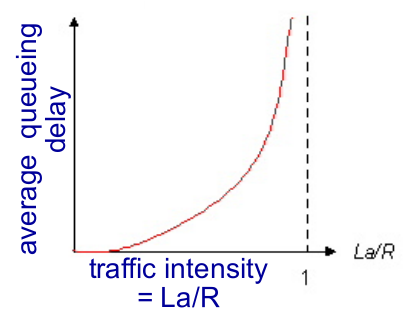 average queueing
delay
La/R
traffic intensity
= La/R
1